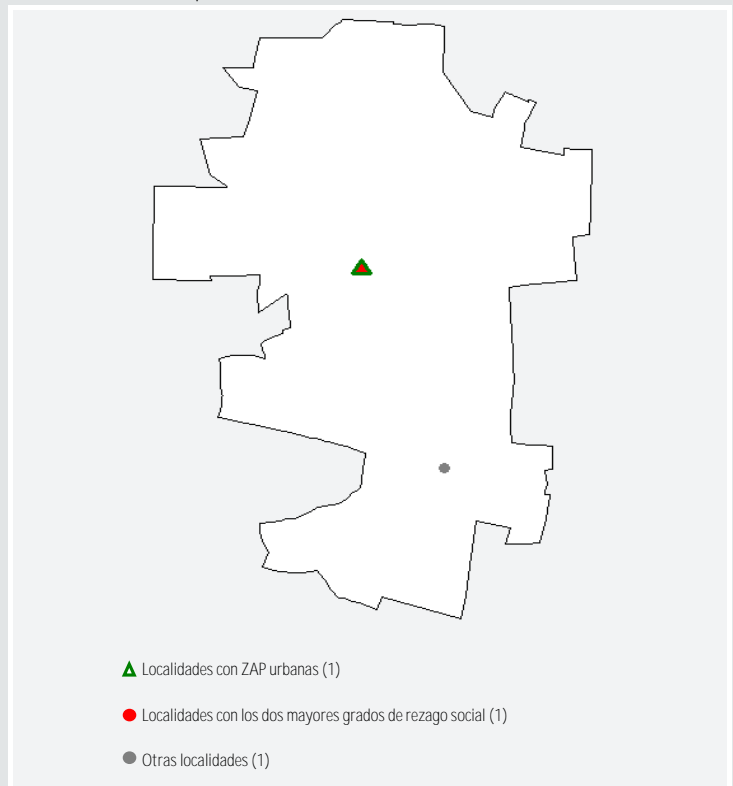 Localidades con ZAP urbanas (1)
Localidades con los dos mayores grados de rezago social (1)
Otras localidades (1)